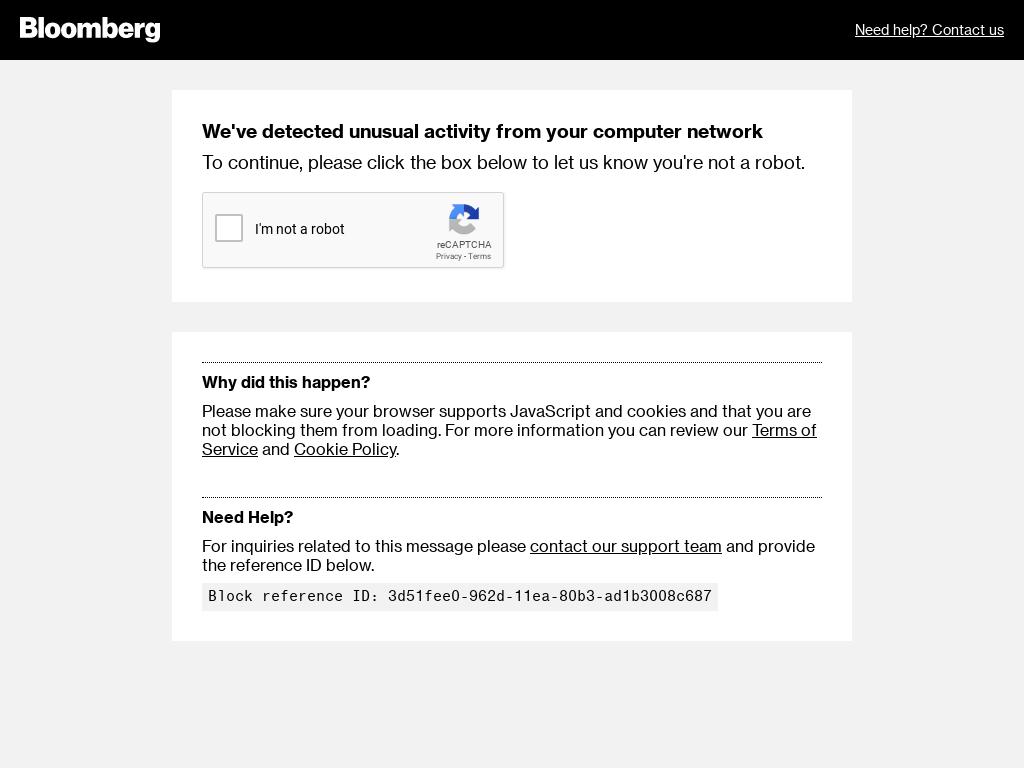 Bloomberg
Need help? Contact us
We've detected unusual activity from your computer network
To continue, please click the box below to let us know you're not a robot.
I'm not a robot
reCAPTCHA
Privacy - Terms
Why did this happen?
Please make sure your browser supports JavaScript and cookies and that you are
not blocking them from loading. For more information you can review our Terms of
Service and Cookie Policy.
Need Help?
For inquiries related to this message please contact our support team and provide
the reference ID below.
Block reference ID: 3d51fee0-962d-11ea-80b3-ad1b3008c687